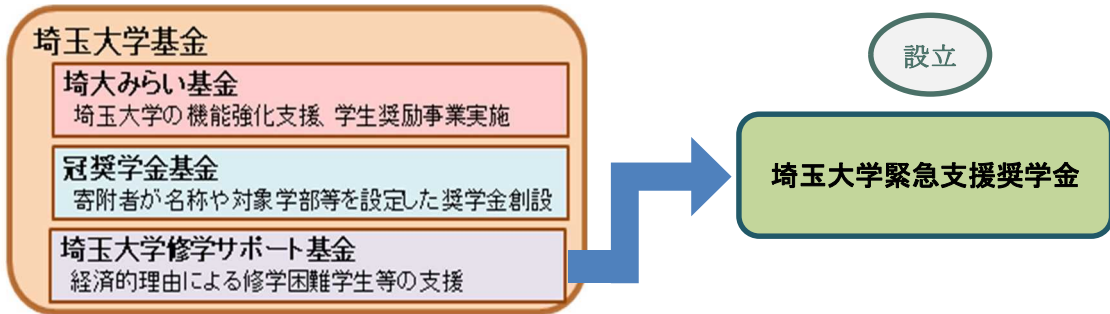 埼玉大学基金
埼大みらい基金
埼玉大学の機能強化支援、学生奨励事業実施
冠奨学金基金
寄附者が名称や対象学部等を設定した奨学金創設
埼玉大学修学サポート基金
経済的理由による修学困難学生等の支援
設立
埼玉大学緊急支援奨学金